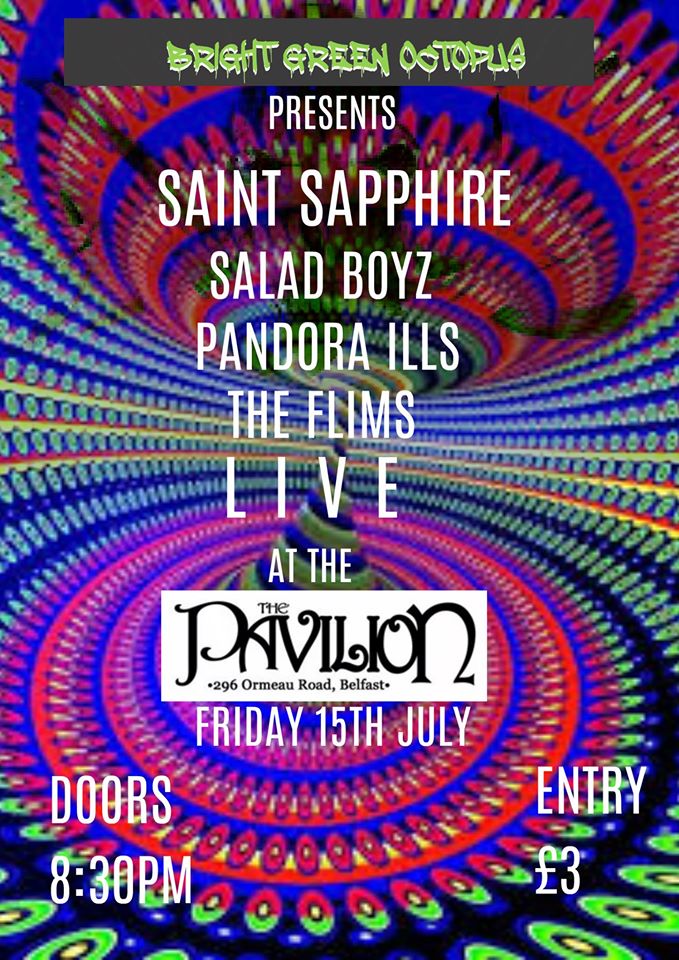 BRIGHT GREEN OCTOPUS
PRESENTS
SAINT SAPPHIRE
SALAD BOYZ
PANDORA ILLS
THE FLIMS
LIVE
AT THE
THE
PAVILION
•296 Ormeau Road, Belfast•
FRIDAY 15TH JULY
DOORS
8:30PM
ENTRY
£3